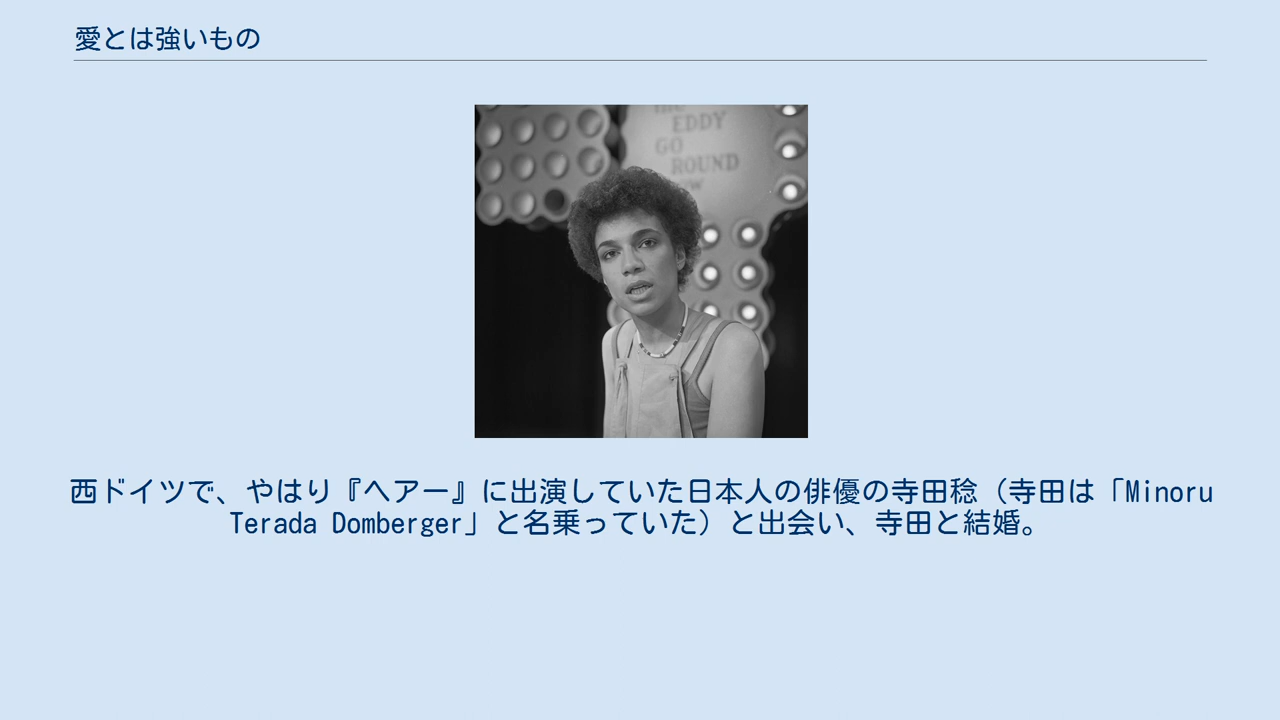 愛とは強いもの
the
EDDY
GO
ROUND
西ドイツで、やはり『ヘアー』に出演していた日本人の俳優の寺田稔（寺田は「Minoru
Terada Domberger」と名乗っていた）と出会い、寺田と結婚。